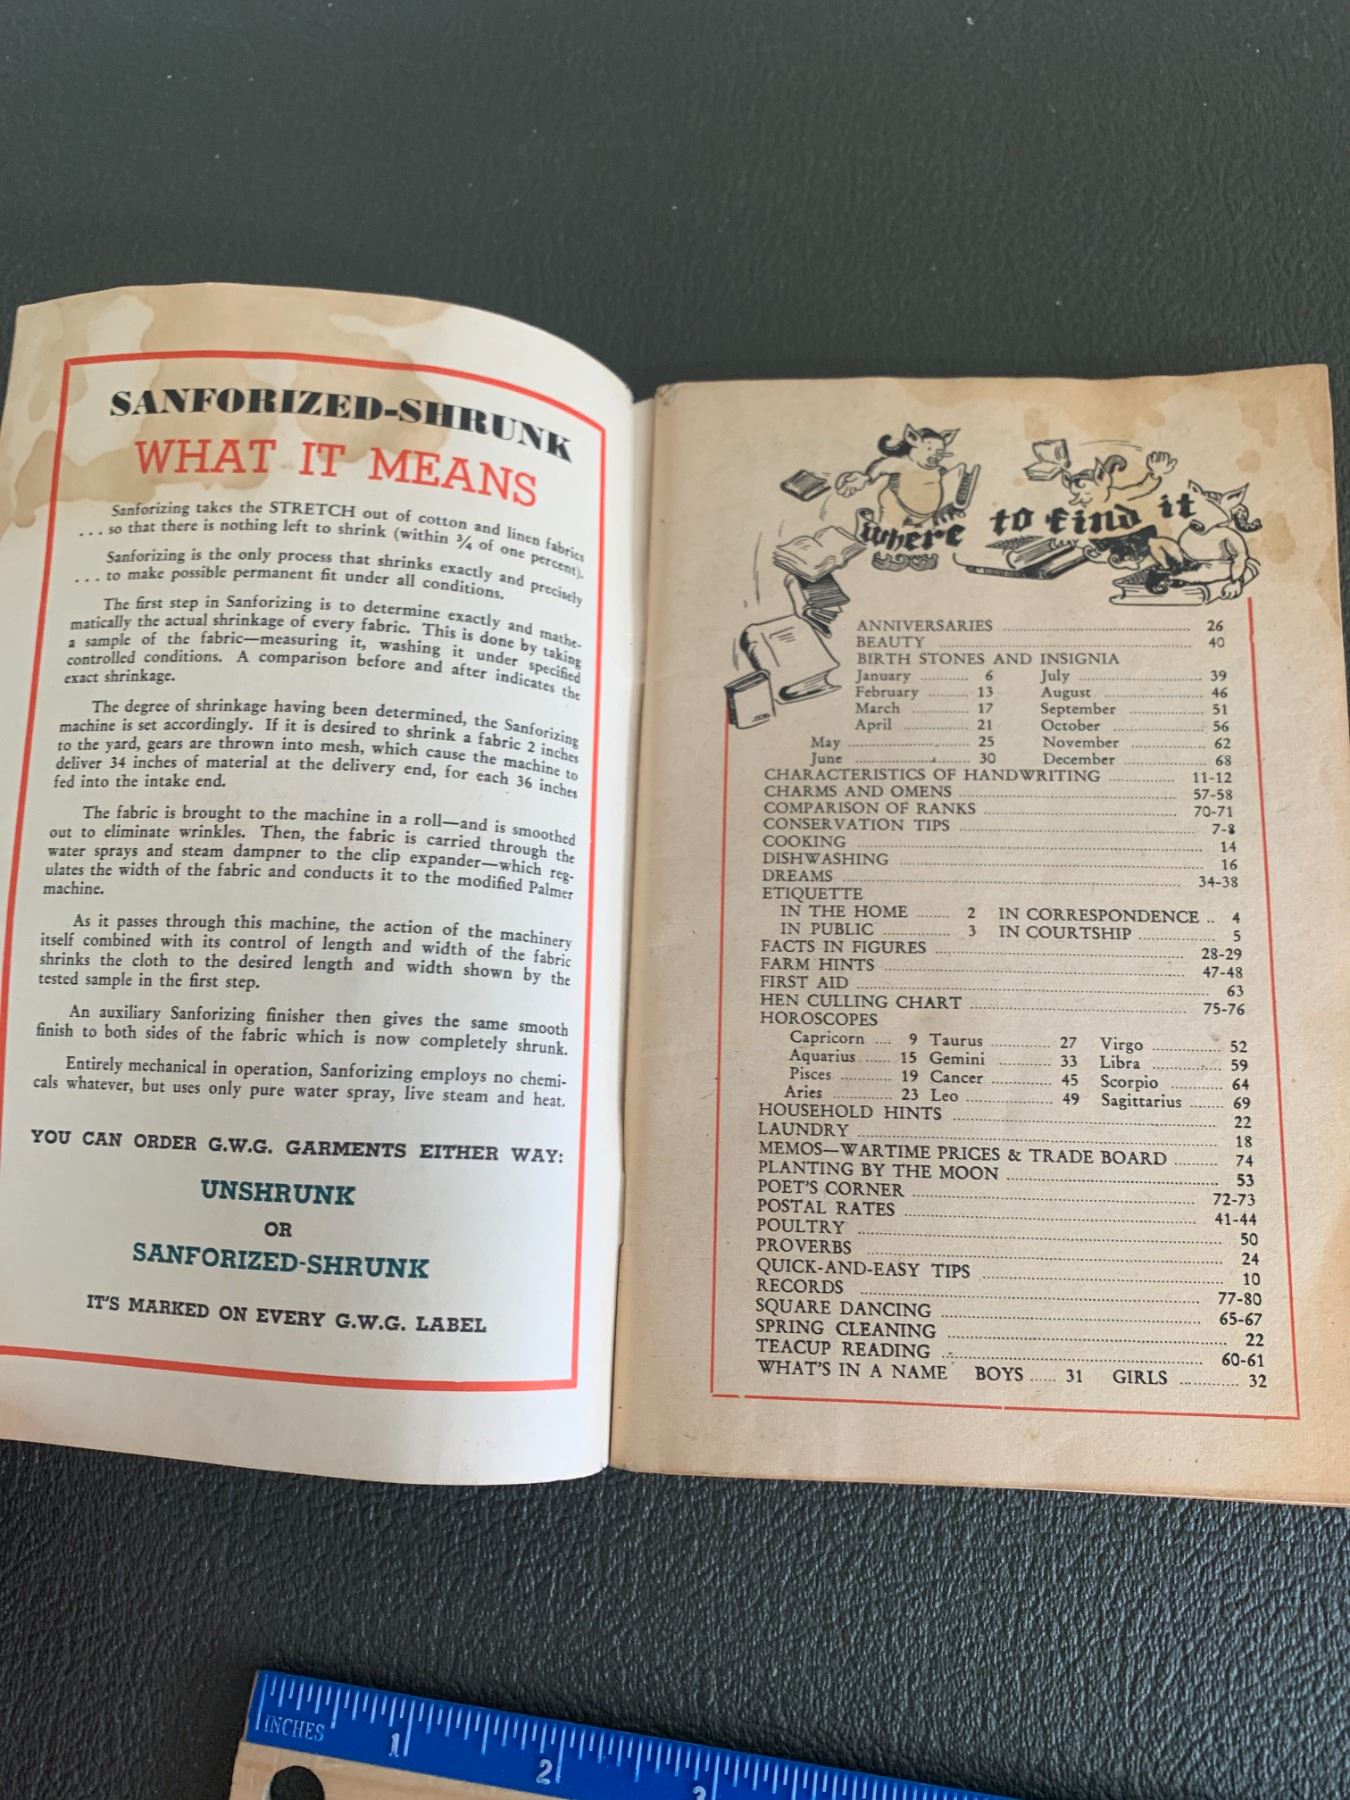 SANFORIZED-SHRUNK
WHAT IT MEANS
Sanforizing takes the STRETCH out of cotton and linen fabrics
. . . so that there is nothing left to shrink (within ¾ of one percent).
Sanforizing is the only process that shrinks exactly and precisely
. . . to make possible permanent fit under all conditions.
The first step in Sanforizing is to determine exactly and mathe-
matically the actual shrinkage of every fabric. This is done by taking
a sample of the fabric—measuring it, washing it under specified
controlled conditions. A comparison before and after indicates the
exact shrinkage.
The degree of shrinkage having been determined, the Sanforizing
machine is set accordingly. If it is desired to shrink a fabric 2 inches
to the yard, gears are thrown into mesh, which cause the machine to
deliver 34 inches of material at the delivery end, for each 36 inches
fed into the intake end.
The fabric is brought to the machine in a roll—and is smoothed
out to eliminate wrinkles. Then, the fabric is carried through the
water sprays and steam dampner to the clip expander—which reg-
ulates the width of the fabric and conducts it to the modified Palmer
machine.
As it passes through this machine, the action of the machinery
itself combined with its control of length and width of the fabric
shrinks the cloth to the desired length and width shown by the
tested sample in the first step.
An auxiliary Sanforizing finisher then gives the same smooth
finish to both sides of the fabric which is now completely shrunk.
Entirely mechanical in operation, Sanforizing employs no chemi-
cals whatever, but uses only pure water spray, live steam and heat.
YOU CAN ORDER G.W.G. GARMENTS EITHER WAY:
UNSHRUNK
OR
SANFORIZED-SHRUNK
IT'S MARKED ON EVERY G.W.G. LABEL
where to find it
ANNIVERSARIES 26
BEAUTY 40
BIRTH STONES AND INSIGNIA
January 6 July 39
February 13 August 46
March 17 September 51
April 21 October 56
May 25 November 62
June 30 December 68
CHARACTERISTICS OF HANDWRITING 11-12
CHARMS AND OMENS 57-58
COMPARISON OF RANKS 70-71
CONSERVATION TIPS 7-8
COOKING 14
DISHWASHING 16
DREAMS 34-38
ETIQUETTE
IN THE HOME 2 IN CORRESPONDENCE 4
IN PUBLIC 3 IN COURTSHIP 5
FACTS IN FIGURES 28-29
FARM HINTS 47-48
FIRST AID 63
HEN CULLING CHART 75-76
HOROSCOPES
Capricorn 9 Taurus 27 Virgo 52
Aquarius 15 Gemini 33 Libra 59
Pisces 19 Cancer 45 Scorpio 64
Aries 23 Leo 49 Sagittarius 69
HOUSEHOLD HINTS 22
LAUNDRY 18
MEMOS—WARTIME PRICES & TRADE BOARD 74
PLANTING BY THE MOON 53
POET'S CORNER 72-73
POSTAL RATES 41-44
POULTRY 50
PROVERBS 24
QUICK-AND-EASY TIPS 10
RECORDS 77-80
SQUARE DANCING 65-67
SPRING CLEANING 22
TEACUP READING 60-61
WHAT'S IN A NAME BOYS 31 GIRLS 32
INCHES
1
2
3